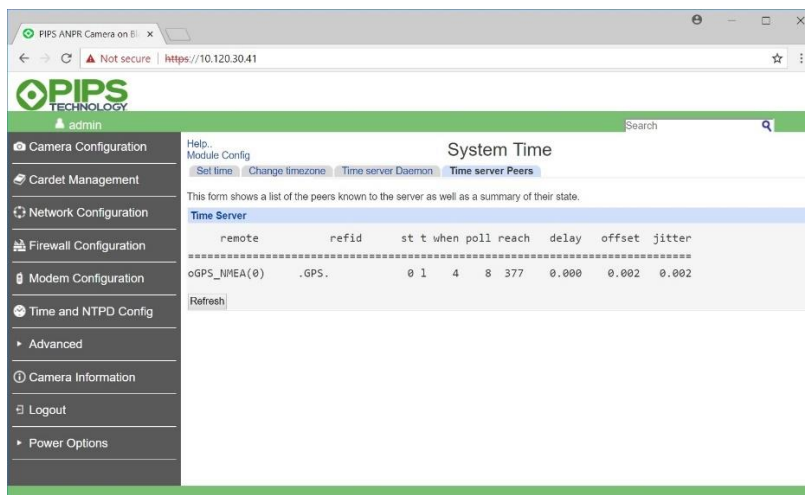 PIPS ANPR Camera on Bl
Not secure | https://10.120.30.41
PIPS
TECHNOLOGY
admin
Search
Camera Configuration
Cardet Management
Network Configuration
Firewall Configuration
Modem Configuration
Time and NTPD Config
Advanced
Camera Information
Logout
Power Options
Help..
Module Config
System Time
Set time Change timezone Time server Daemon Time server Peers
This form shows a list of the peers known to the server as well as a summary of their state.
Time Server
remote refid st t when poll reach delay offset jitter
==============================================================================
oGPS_NMEA(0) .GPS. 0 l 4 8 377 0.000 0.002 0.002
Refresh